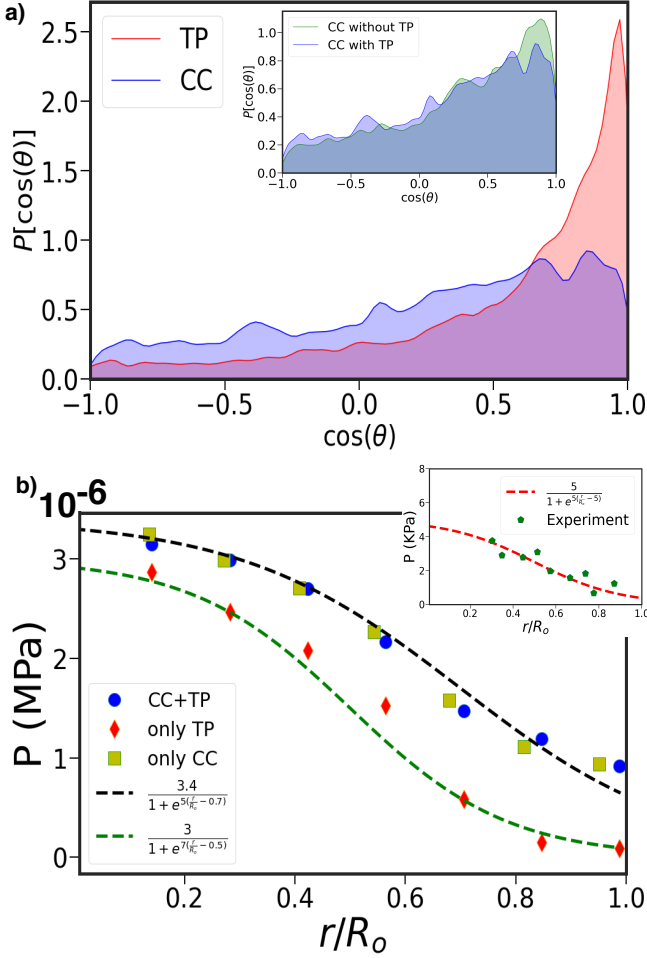 a)
2.5
2.0
1.5
1.0
0.5
0.0
P[cos(θ)]
TP
CC
1.0
0.8
0.6
0.4
0.2
0.0
P[cos(θ)]
CC without TP
CC with TP
−1.0 −0.5 0.0 0.5 1.0
cos(θ)
−1.0 −0.5 0.0 0.5 1.0
cos(θ)
b)
10-6
3
2
1
0
P (MPa)
8
6
4
2
0
P (KPa)
5 / 1 + e^5(r/Ro −5)
Experiment
0.2 0.4 0.6 0.8 1.0
r/Ro
CC+TP
only TP
only CC
3.4 / 1 + e^5(r/Ro −0.7)
3 / 1 + e^7(r/Ro −0.5)
0.2 0.4 0.6 0.8 1.0
r/Ro